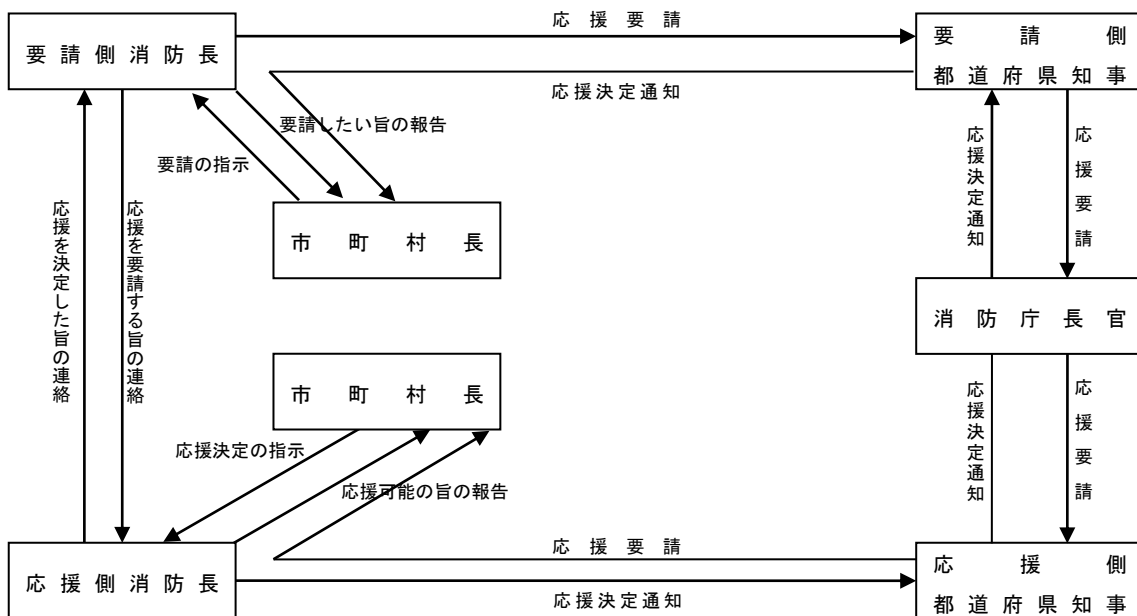 応援要請
要請側消防長
要請側
都道府県知事
応援決定通知
要請したい旨の報告
要請の指示
応援決定通知
応援要請
応援を決定した旨の連絡
応援を要請する旨の連絡
市町村長
消防庁長官
市町村長
応援決定の指示
応援可能の旨の報告
応援決定通知
応援要請
応援要請
応援側消防長
応援側
都道府県知事
応援決定通知